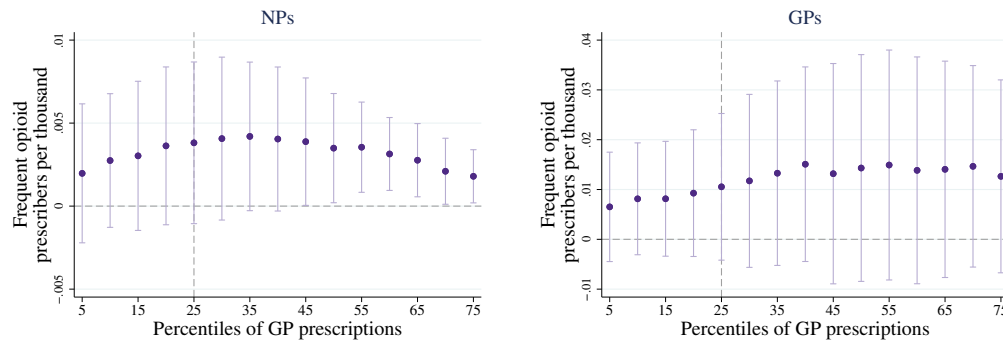 NPs
Frequent opioid
prescribers per thousand
.01
.005
0
-.005
5 15 25 35 45 55 65 75
Percentiles of GP prescriptions
GPs
Frequent opioid
prescribers per thousand
.04
.03
.02
.01
0
-.01
5 15 25 35 45 55 65 75
Percentiles of GP prescriptions